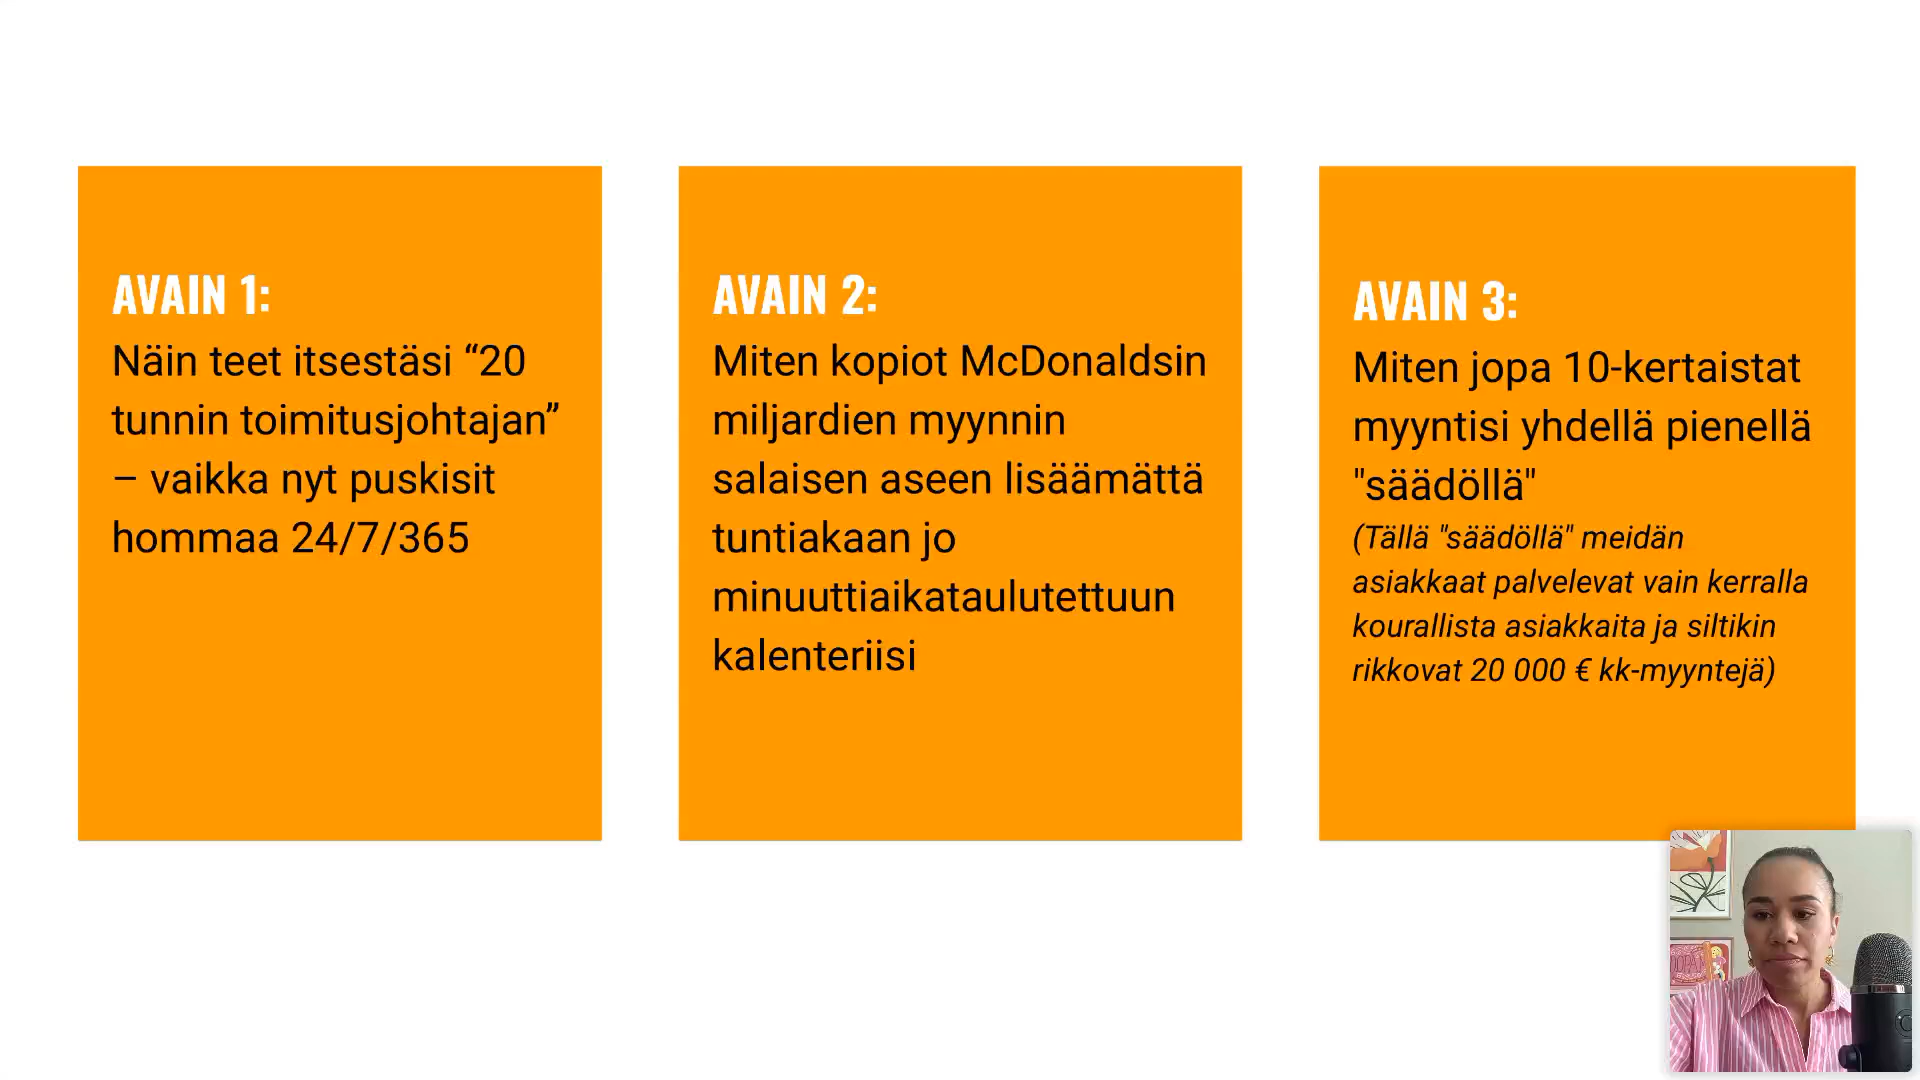 AVAIN 1:
Näin teet itsestäsi “20
tunnin toimitusjohtajan”
– vaikka nyt puskisit
hommaa 24/7/365
AVAIN 2:
Miten kopiot McDonaldsin
miljardien myynnin
salaisen aseen lisäämättä
tuntiakaan jo
minuuttiaikataulutettuun
kalenteriisi
AVAIN 3:
Miten jopa 10-kertaistat
myyntisi yhdellä pienellä
"säädöllä"
(Tällä "säädöllä" meidän
asiakkaat palvelevat vain kerralla
kourallista asiakkaita ja siltikin
rikkovat 20 000 € kk-myyntejä)